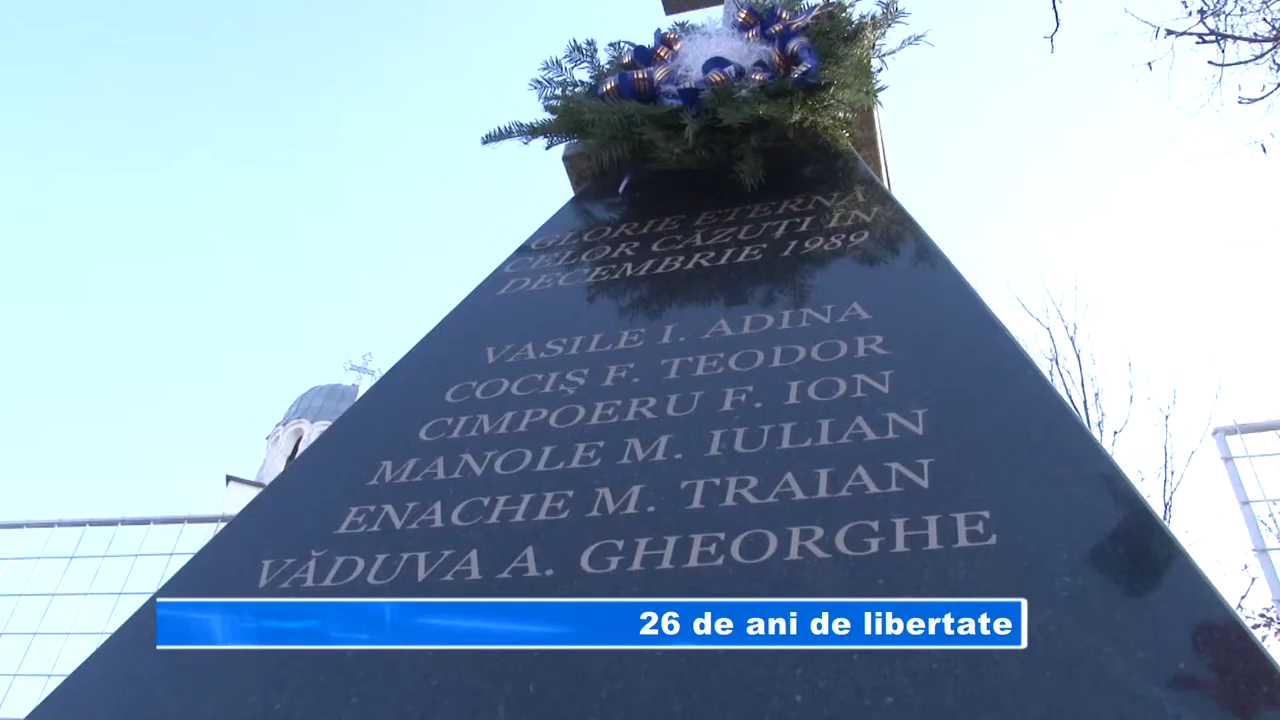 GLORIE ETERNĂ
CELOR CĂZUȚI ÎN
DECEMBRIE 1989
VASILE I. ADINA
COCIȘ F. TEODOR
CIMPOERU F. ION
MANOLE M. IULIAN
ENACHE M. TRAIAN
VĂDUVA A. GHEORGHE
26 de ani de libertate